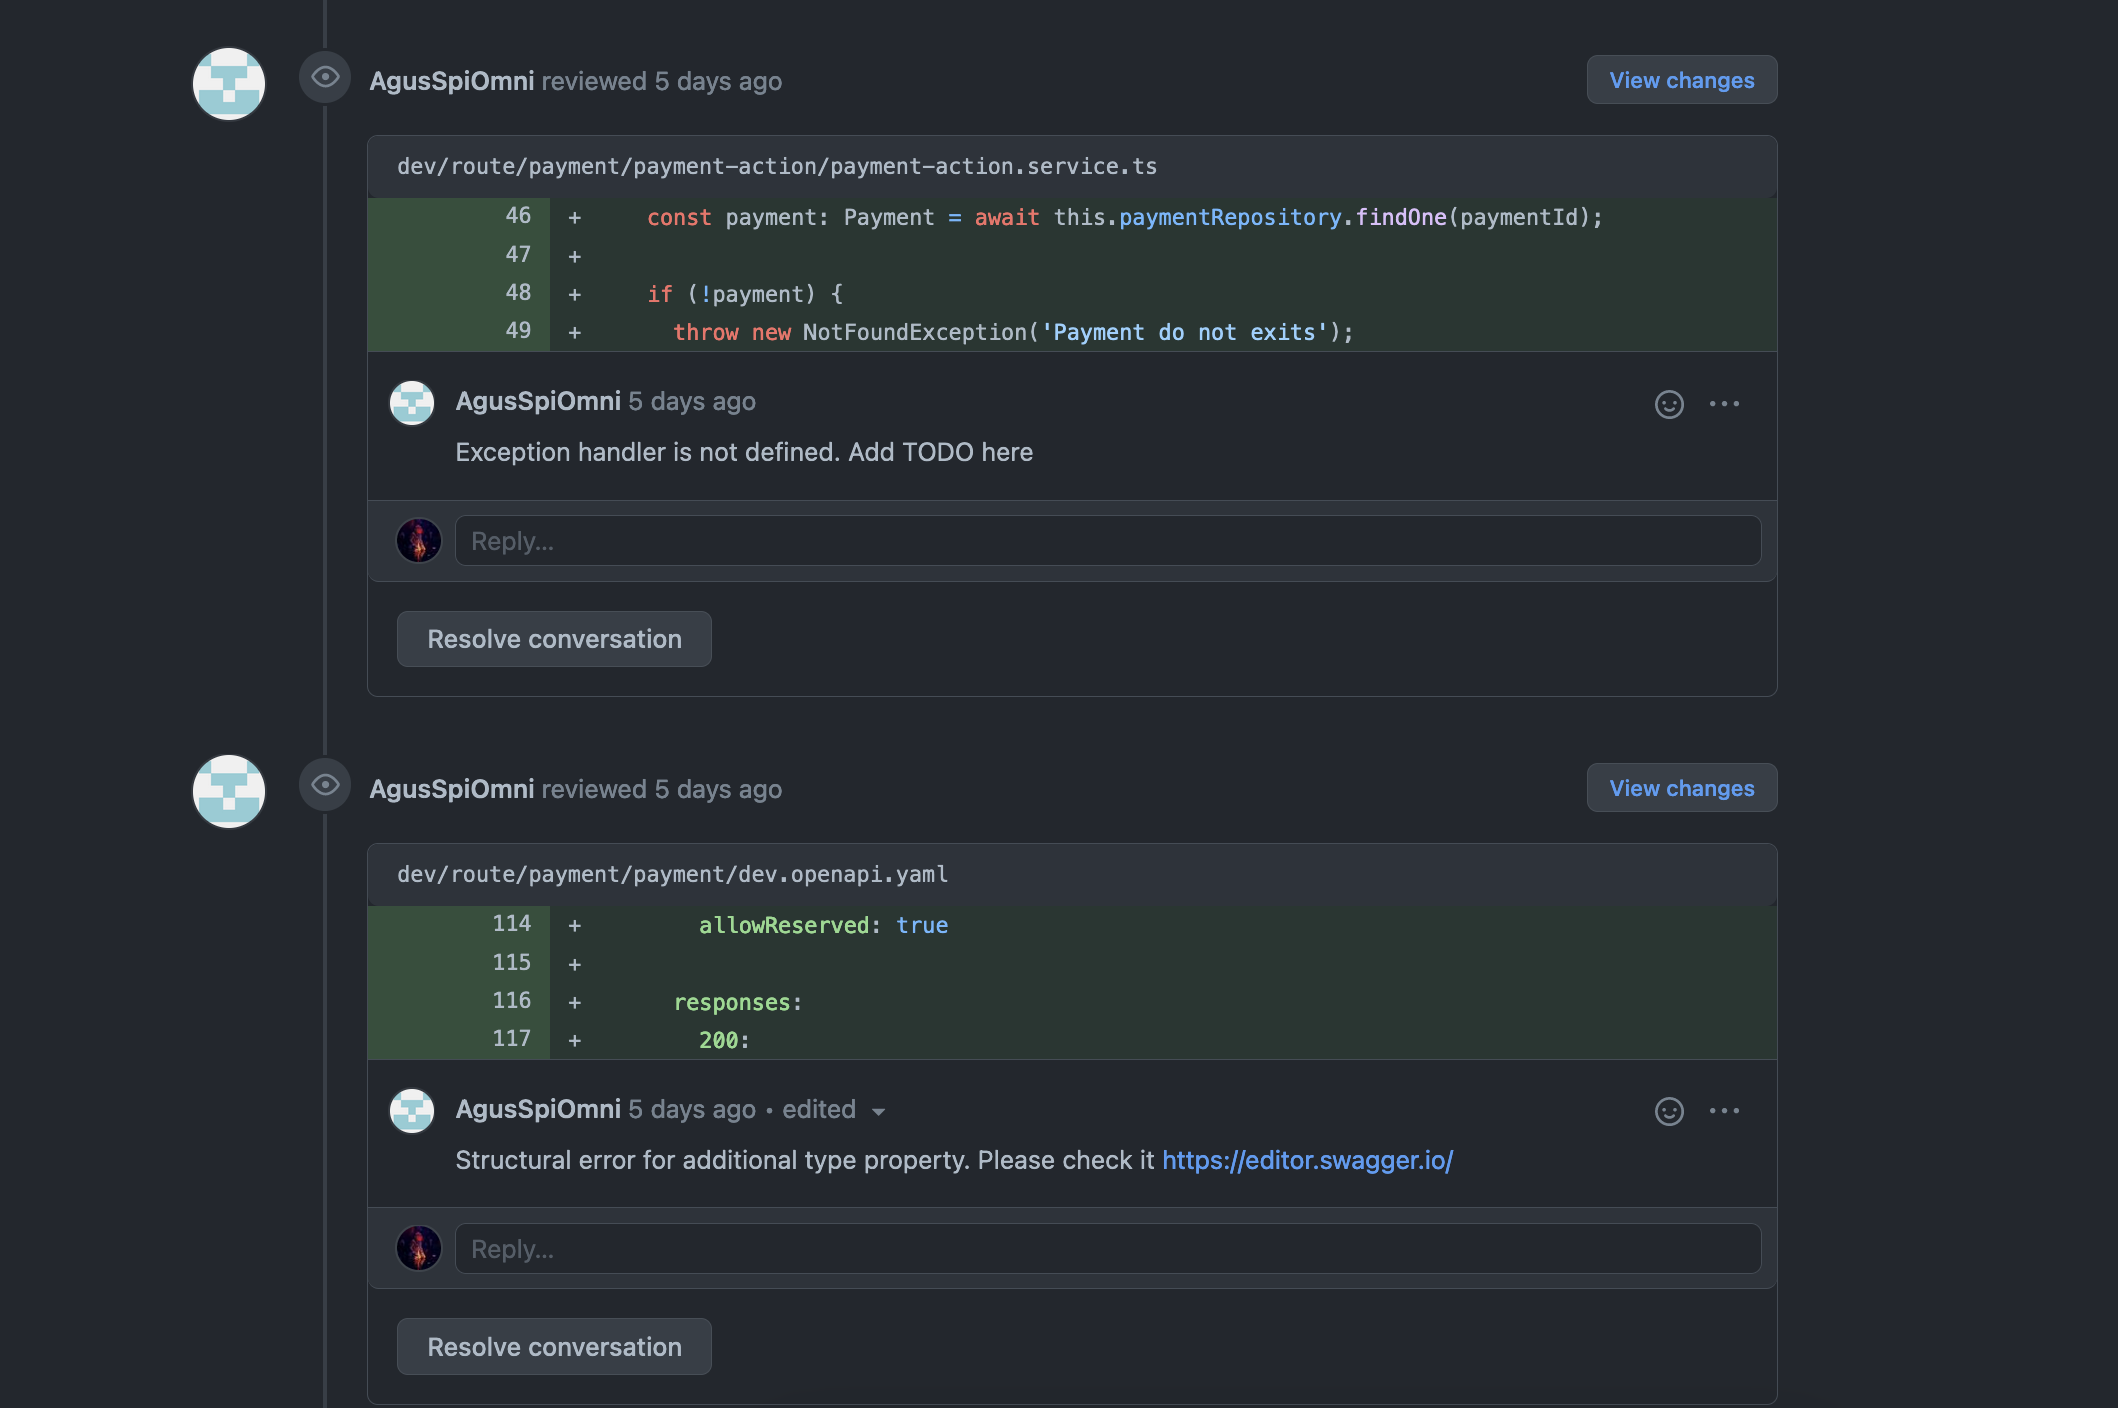 AgusSpiOmni reviewed 5 days ago
View changes
dev/route/payment/payment-action/payment-action.service.ts
46 + const payment: Payment = await this.paymentRepository.findOne(paymentId);
47 +
48 + if (!payment) {
49 + throw new NotFoundException('Payment do not exits');
AgusSpiOmni 5 days ago
Exception handler is not defined. Add TODO here
Reply...
Resolve conversation
AgusSpiOmni reviewed 5 days ago
View changes
dev/route/payment/payment/dev.openapi.yaml
114 + allowReserved: true
115 +
116 + responses:
117 + 200:
AgusSpiOmni 5 days ago • edited
Structural error for additional type property. Please check it https://editor.swagger.io/
Reply...
Resolve conversation